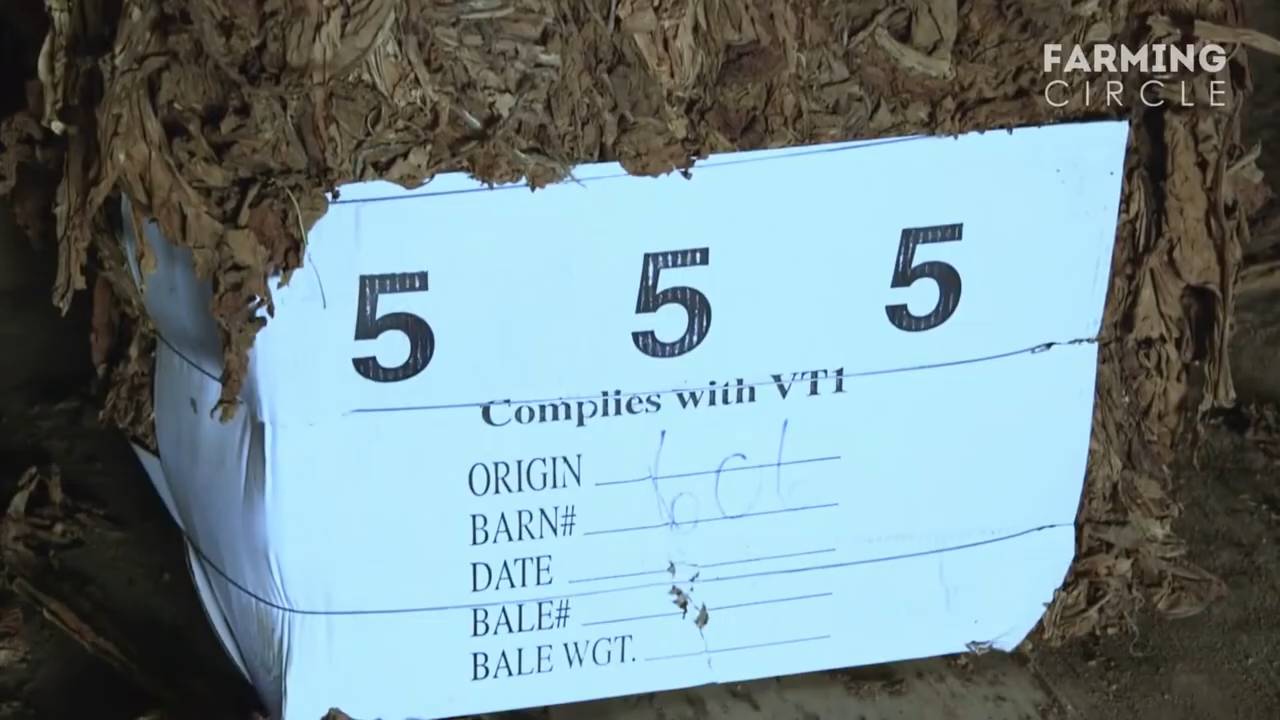 FARMING
CIRCLE
5 5 5
Complies with VT1
ORIGIN
BARN#
DATE
BALE#
BALE WGT.